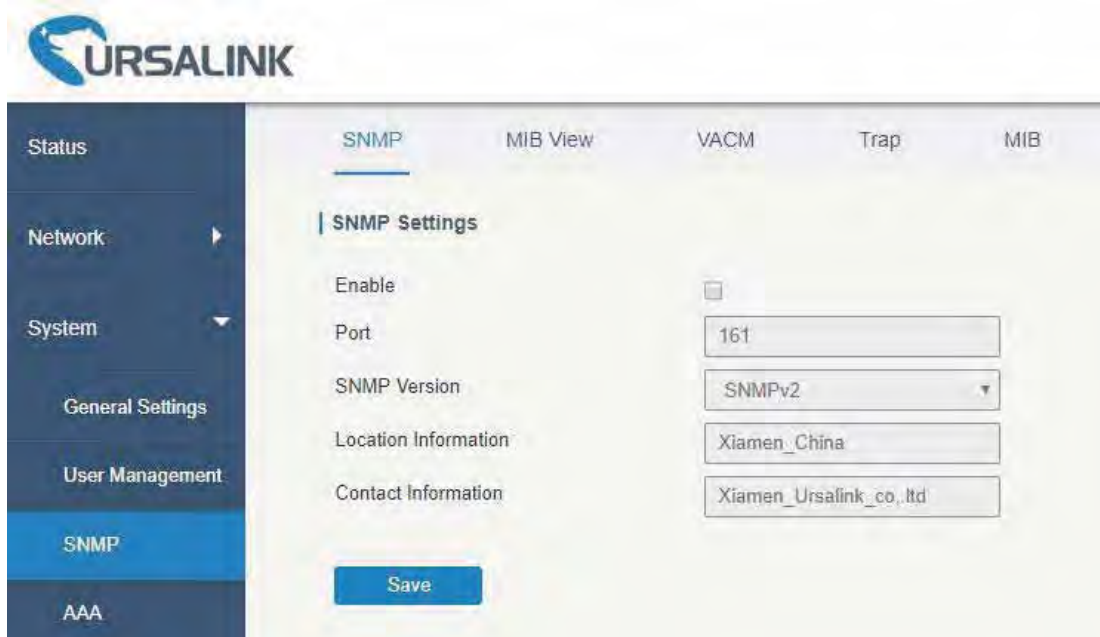 URSALINK
Status
Network
System
General Settings
User Management
SNMP
AAA
SNMP MIB View VACM Trap MIB
SNMP Settings
Enable
Port 161
SNMP Version SNMPv2
Location Information Xiamen_China
Contact Information Xiamen_Ursalink_co,.ltd
Save